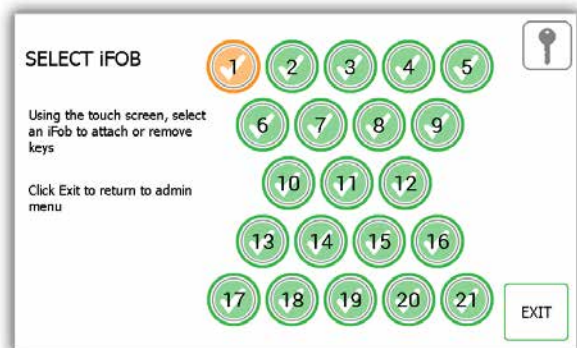 SELECT iFOB
1 2 3 4 5
Using the touch screen, select
an iFob to attach or remove
keys
6 7 8 9
Click Exit to return to admin
menu
10 11 12
13 14 15 16
17 18 19 20 21
EXIT